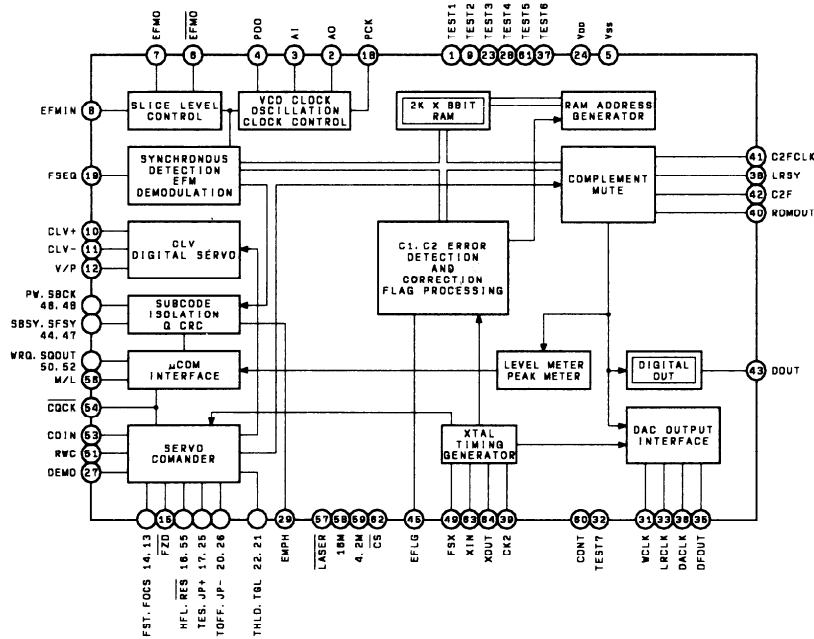 EFMO
EFMO
PDO
AI
AO
PCK
TEST1
TEST2
TEST3
TEST4
TEST5
TEST6
VDD
VSS
7
6
4
3
2
18
1
9
23
28
61
37
24
5
EFMIN
8
SLICE LEVEL
CONTROL
VCO CLOCK
OSCILLATION
CLOCK CONTROL
2K X 8BIT
RAM
RAM ADDRESS
GENERATOR
FSEQ
19
SYNCHRONOUS
DETECTION
EFM
DEMODULATION
COMPLEMENT
MUTE
41
C2FCLK
38
LRSY
42
C2F
40
ROMOUT
CLV+
10
CLV-
11
V/P
12
CLV
DIGITAL SERVO
C1. C2 ERROR
DETECTION
AND
CORRECTION
FLAG PROCESSING
PW. SBCK
46. 48
SBSY. SFSY
44. 47
SUBCODE
ISOLATION
Q CRC
WRQ. SQOUT
50. 52
M/L
56
μCOM
INTERFACE
LEVEL METER
PEAK METER
DIGITAL
OUT
43
DOUT
CQCK
54
COIN
53
RWC
51
DEMO
27
SERVO
COMANDER
XTAL
TIMING
GENERATOR
DAC OUTPUT
INTERFACE
15
29
57
58
59
62
45
49
63
64
39
60
32
31
33
36
35
FST. FOCS 14. 13
FZD
HFL. RES 16. 55
TES. JP+ 17. 25
TOFF. JP- 20. 26
THLD. TGL 22. 21
EMPH
LASER
16M
4. 2M
CS
EFLG
FSX
XIN
XOUT
CK2
CONT
TEST7
WCLK
LRCLK
DACLK
DFOUT